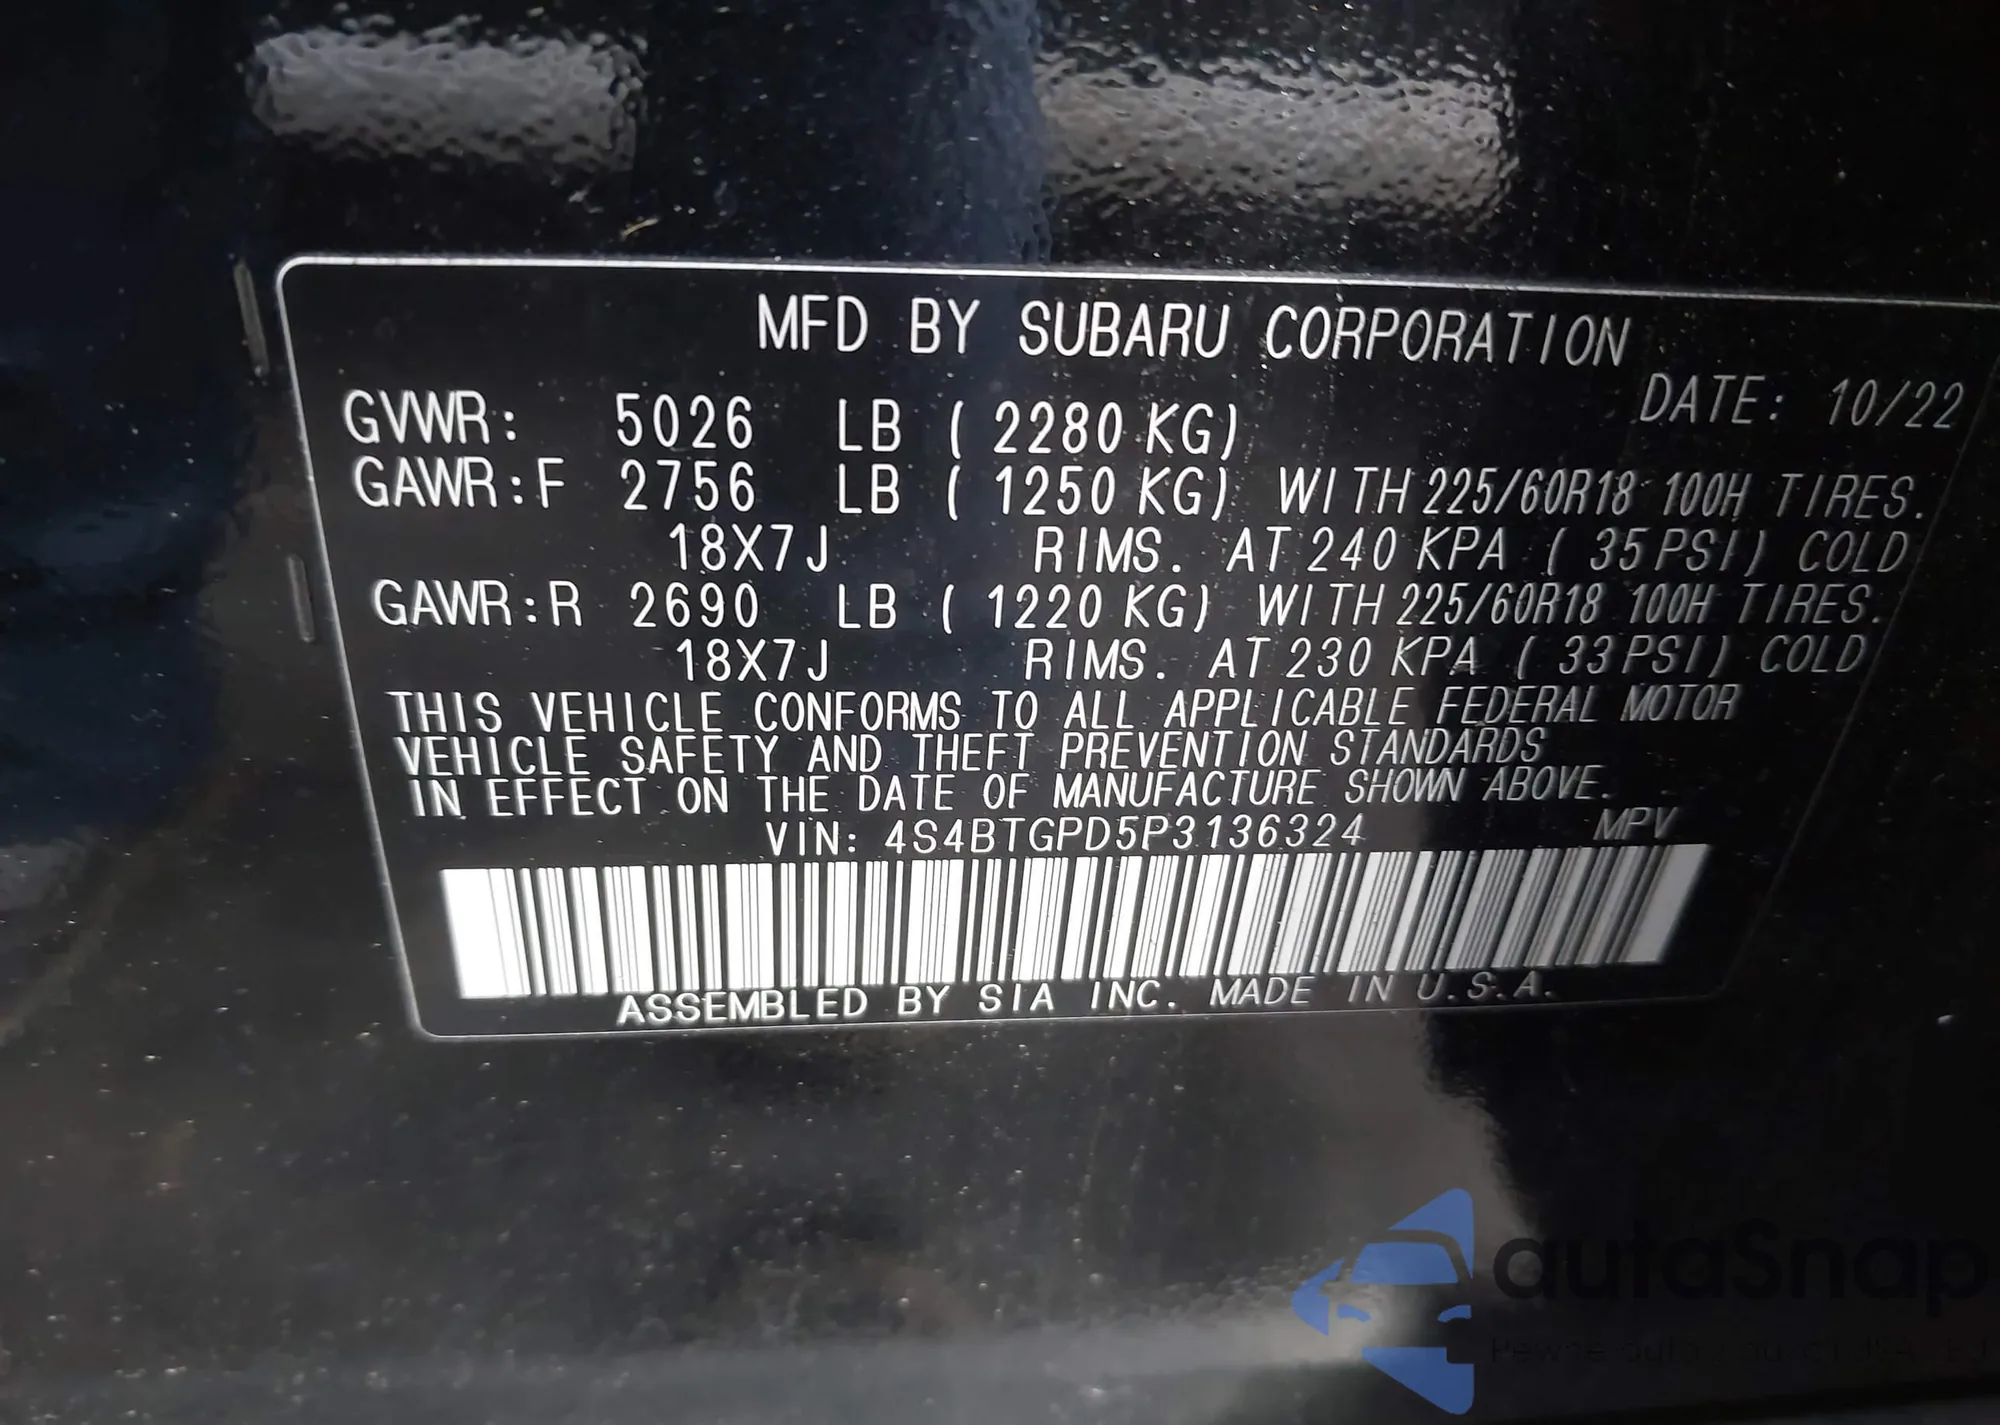 MFD BY SUBARU CORPORATION
DATE: 10/22
GVWR: 5026 LB ( 2280 KG)
GAWR:F 2756 LB ( 1250 KG) WITH 225/60R18 100H TIRES.
18X7J RIMS. AT 240 KPA ( 35 PSI) COLD
GAWR:R 2690 LB ( 1220 KG) WITH 225/60R18 100H TIRES.
18X7J RIMS. AT 230 KPA ( 33 PSI) COLD
THIS VEHICLE CONFORMS TO ALL APPLICABLE FEDERAL MOTOR
VEHICLE SAFETY AND THEFT PREVENTION STANDARDS
IN EFFECT ON THE DATE OF MANUFACTURE SHOWN ABOVE.
VIN: 4S4BTGPD5P3136324 MPV
ASSEMBLED BY SIA INC. MADE IN U.S.A.
autaSnap